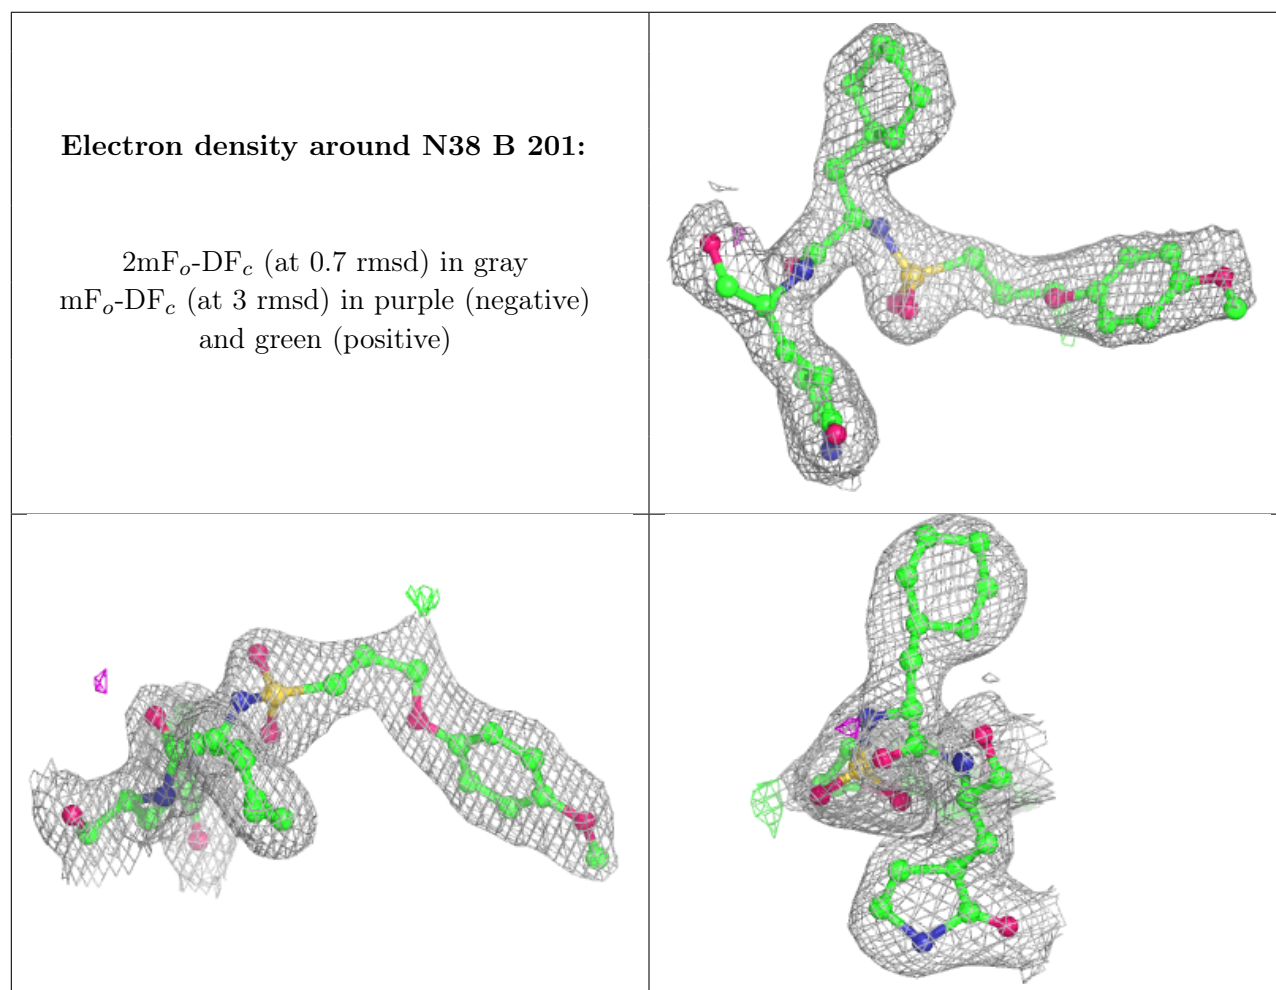 Electron density around N38 B 201:
2mFo-DFc (at 0.7 rmsd) in gray
mFo-DFc (at 3 rmsd) in purple (negative)
and green (positive)